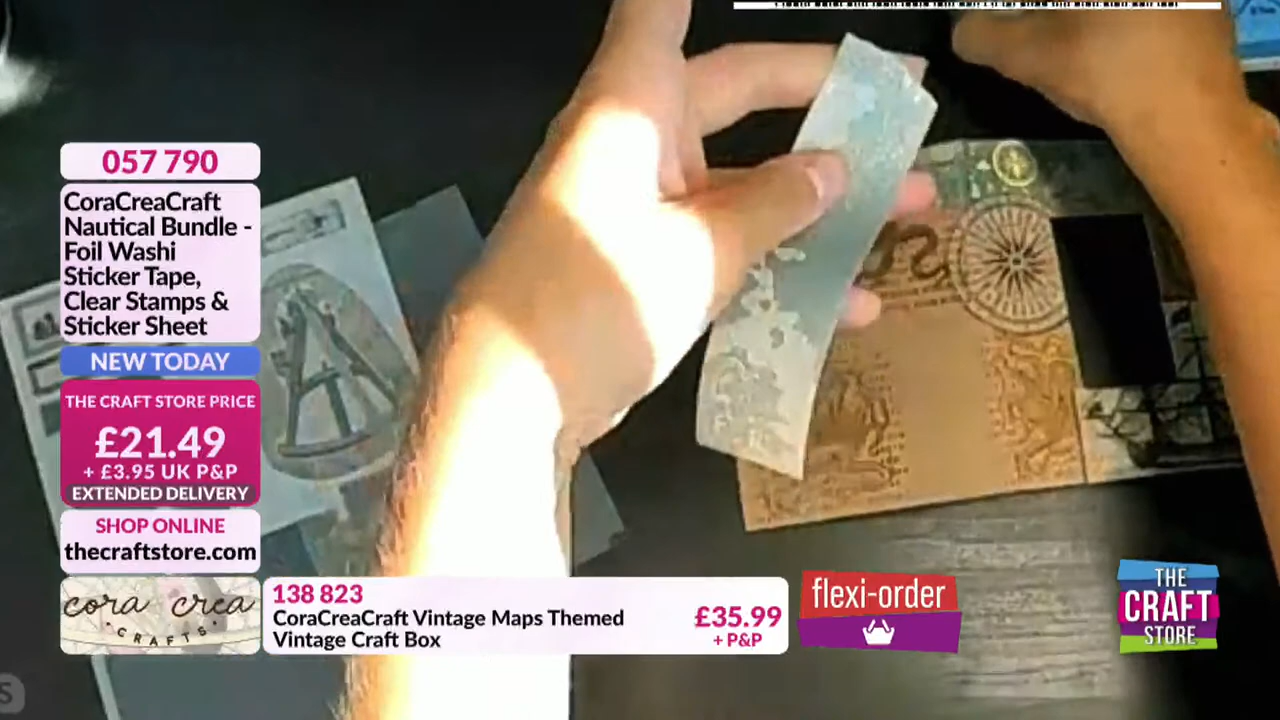 057 790
CoraCreaCraft
Nautical Bundle -
Foil Washi
Sticker Tape,
Clear Stamps &
Sticker Sheet
NEW TODAY
THE CRAFT STORE PRICE
£21.49
+ £3.95 UK P&P
EXTENDED DELIVERY
SHOP ONLINE
thecraftstore.com
cora crea
CRAFTS
138 823
CoraCreaCraft Vintage Maps Themed
Vintage Craft Box
£35.99
+ P&P
flexi-order
THE
CRAFT
STORE
S